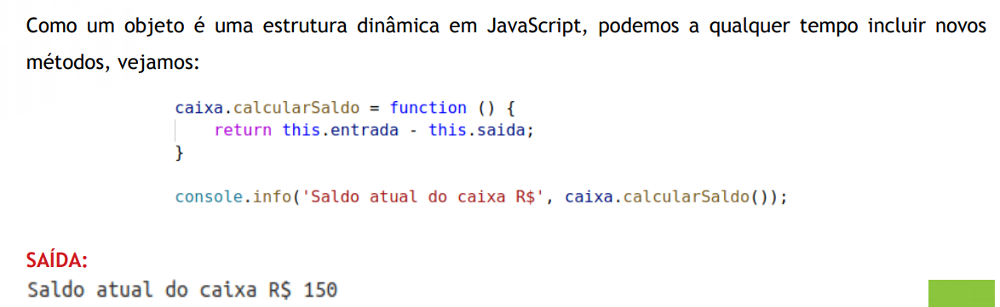 Como um objeto é uma estrutura dinâmica em JavaScript, podemos a qualquer tempo incluir novos
métodos, vejamos:
caixa.calcularSaldo = function () {
    return this.entrada - this.saida;
}
console.info('Saldo atual do caixa R$', caixa.calcularSaldo());
SAÍDA:
Saldo atual do caixa R$ 150